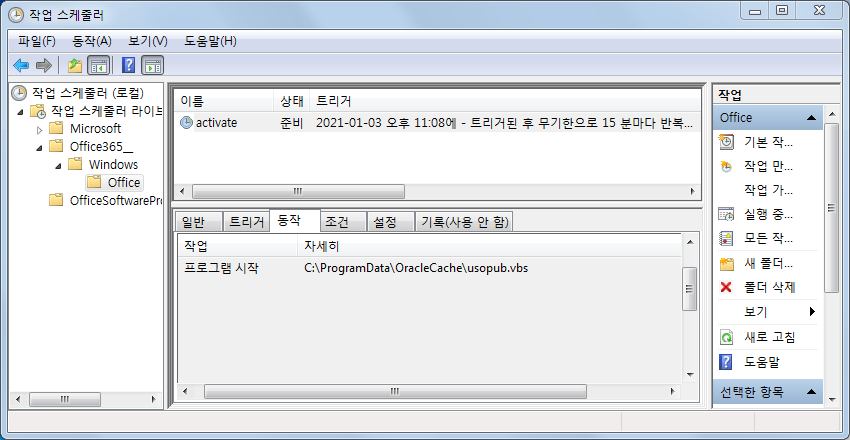 작업 스케줄러
파일(F) 동작(A) 보기(V) 도움말(H)
작업 스케줄러 (로컬)
작업 스케줄러 라이브
Microsoft
Office365__
Windows
Office
OfficeSoftwarePro
이름 상태 트리거
activate 준비 2021-01-03 오후 11:08에 - 트리거된 후 무기한으로 15 분마다 반복...
일반 트리거 동작 조건 설정 기록(사용 안 함)
작업 자세히
프로그램 시작 C:\ProgramData\OracleCache\usopub.vbs
작업
Office
기본 작...
작업 만...
작업 가...
실행 중...
모든 작...
새 폴더...
폴더 삭제
보기
새로 고침
도움말
선택한 항목